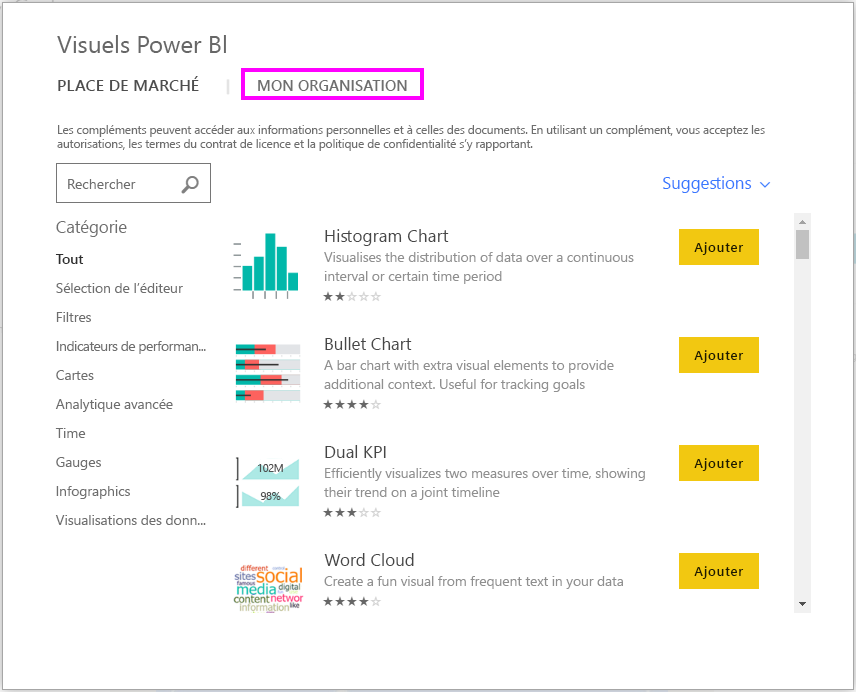 Visuels Power BI
PLACE DE MARCHÉ | MON ORGANISATION
Les compléments peuvent accéder aux informations personnelles et à celles des documents. En utilisant un complément, vous acceptez les
autorisations, les termes du contrat de licence et la politique de confidentialité s'y rapportant.
Rechercher
Suggestions
Catégorie
Tout
Sélection de l'éditeur
Filtres
Indicateurs de performan...
Cartes
Analytique avancée
Time
Gauges
Infographics
Visualisations des donn...
Histogram Chart
Visualises the distribution of data over a continuous
interval or certain time period
Ajouter
Bullet Chart
A bar chart with extra visual elements to provide
additional context. Useful for tracking goals
Ajouter
102M
98%
Dual KPI
Efficiently visualizes two measures over time, showing
their trend on a joint timeline
Ajouter
different
sites social
famous
media digital
content networ
information like
Word Cloud
Create a fun visual from frequent text in your data
Ajouter